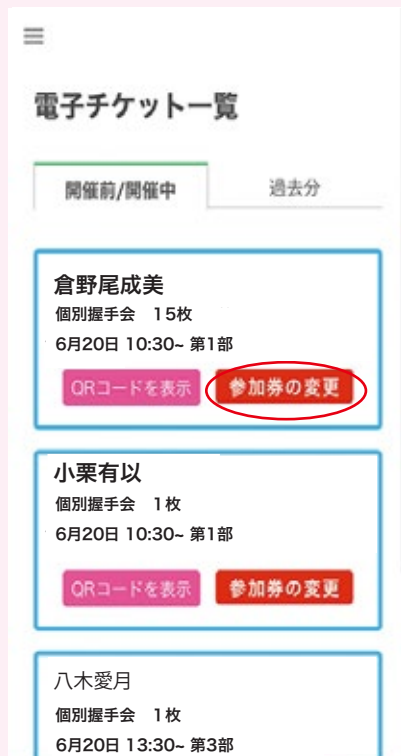 電子チケット一覧
開催前/開催中
過去分
倉野尾成美
個別握手会　15枚
6月20日 10:30~ 第1部
QRコードを表示
参加券の変更
小栗有以
個別握手会　1枚
6月20日 10:30~ 第1部
QRコードを表示
参加券の変更
八木愛月
個別握手会　1枚
6月20日 13:30~ 第3部